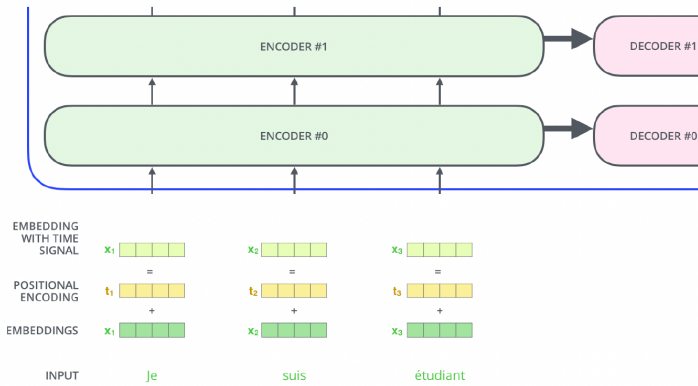 ENCODER #1
DECODER #1
ENCODER #0
DECODER #0
EMBEDDING
WITH TIME
SIGNAL
x₁
x₂
x₃
= = =
POSITIONAL
ENCODING
t₁
t₂
t₃
+ + +
EMBEDDINGS
x₁
x₂
x₃
INPUT
Je
suis
étudiant